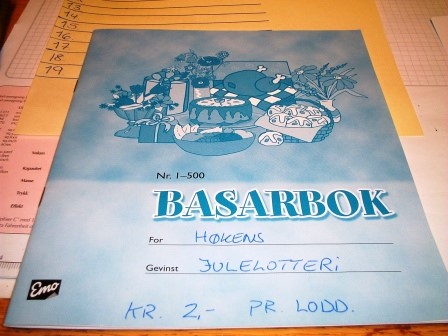 13
14
15
16
17
18
19
Nr. 1–500
BASARBOK
For HØKENS
Gevinst JULELOTTERi
Emo
KR. 2,- PR. LODD.